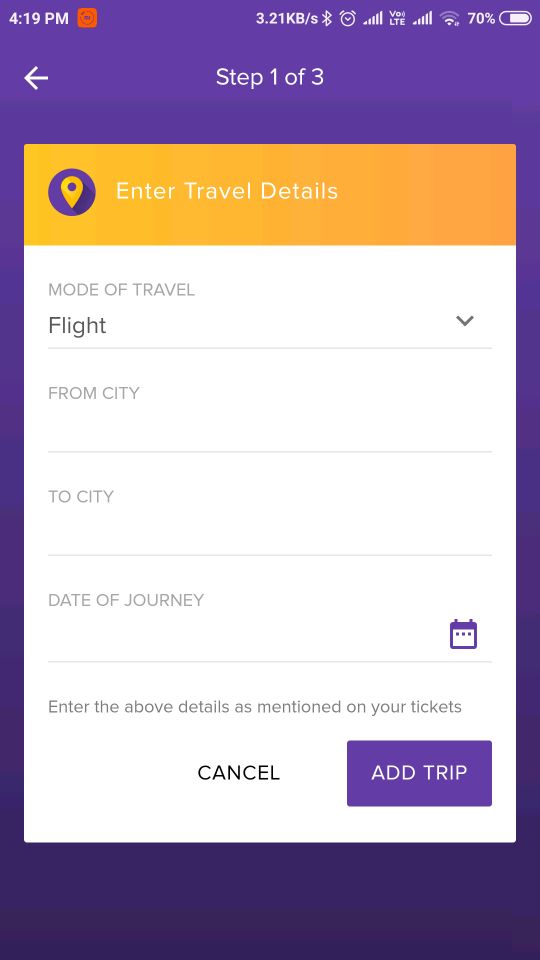 4:19 PM 3.21KB/s Vo) LTE 70%
Step 1 of 3
Enter Travel Details
MODE OF TRAVEL
Flight
FROM CITY
TO CITY
DATE OF JOURNEY
Enter the above details as mentioned on your tickets
CANCEL ADD TRIP